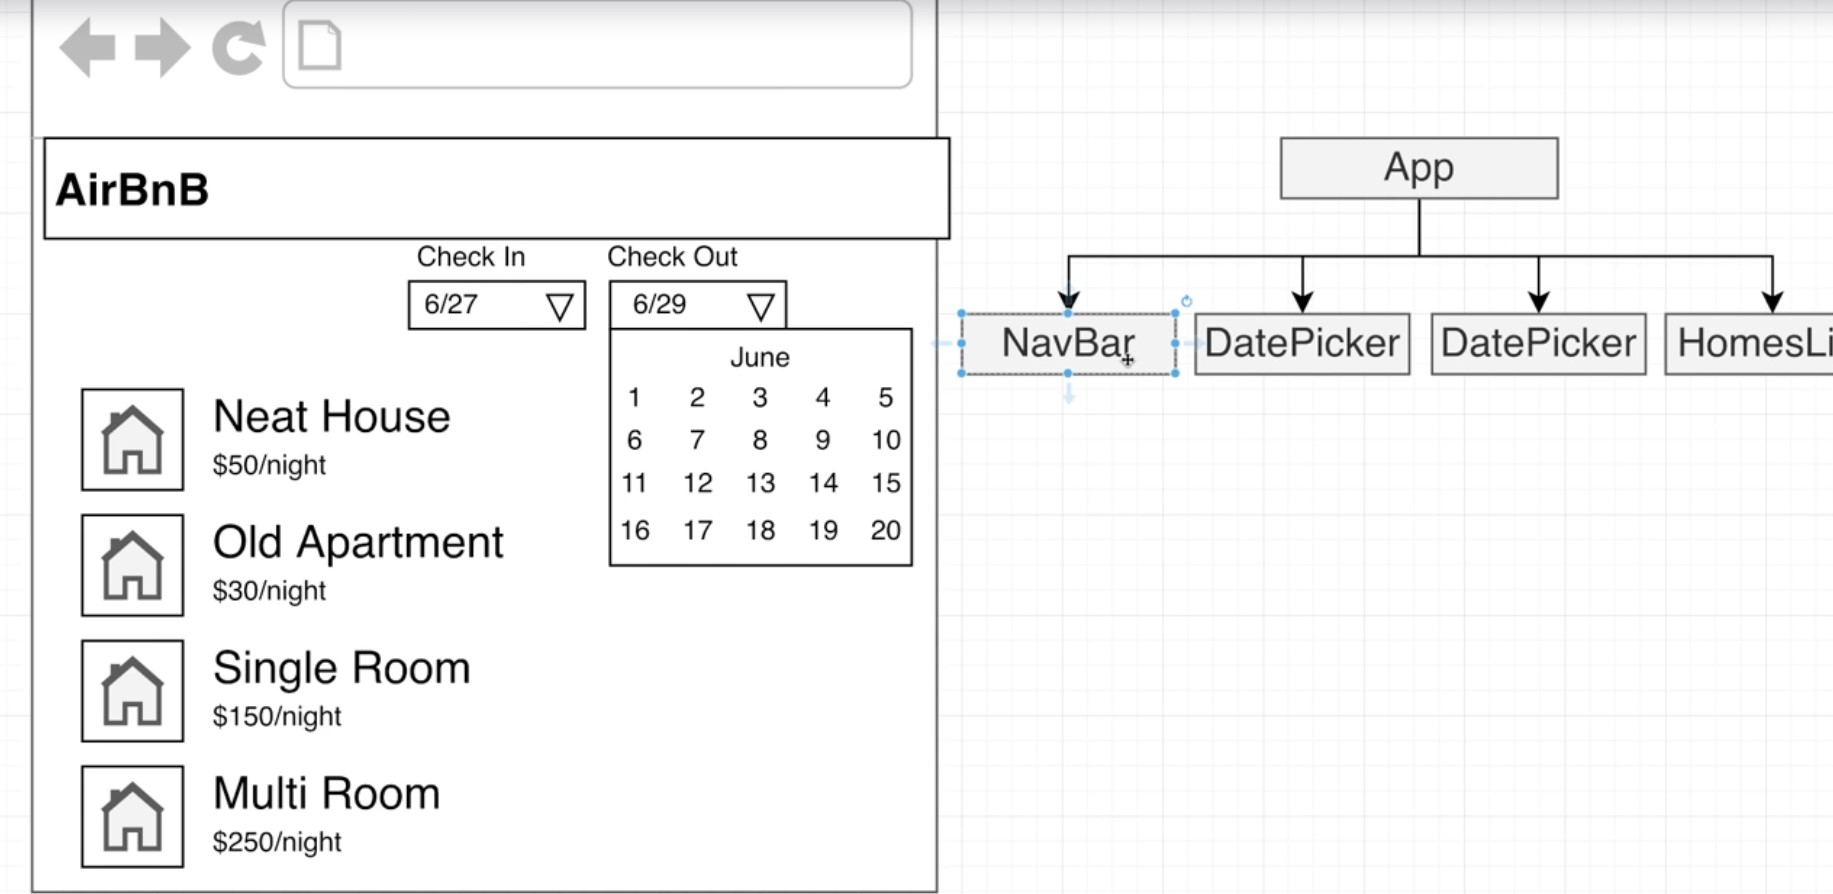 AirBnB
Check In
Check Out
6/27
6/29
June
1 2 3 4 5
6 7 8 9 10
11 12 13 14 15
16 17 18 19 20
Neat House
$50/night
Old Apartment
$30/night
Single Room
$150/night
Multi Room
$250/night
App
NavBar
DatePicker
DatePicker
HomesLi